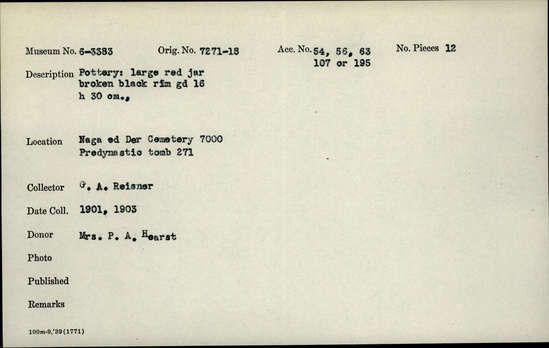 Museum No. 6-3383 Orig. No. 7271-18 Acc. No. 54, 56, 63 No. Pieces 12
107 or 195
Description Pottery: large red jar
broken black rim gd 16
h 30 cm.,
Location Naga ed Der Cemetery 7000
Predynastic tomb 271
Collector G. A. Reisner
Date Coll. 1901, 1903
Donor Mrs. P. A. Hearst
Photo
Published
Remarks
100m-9,'39(1771)